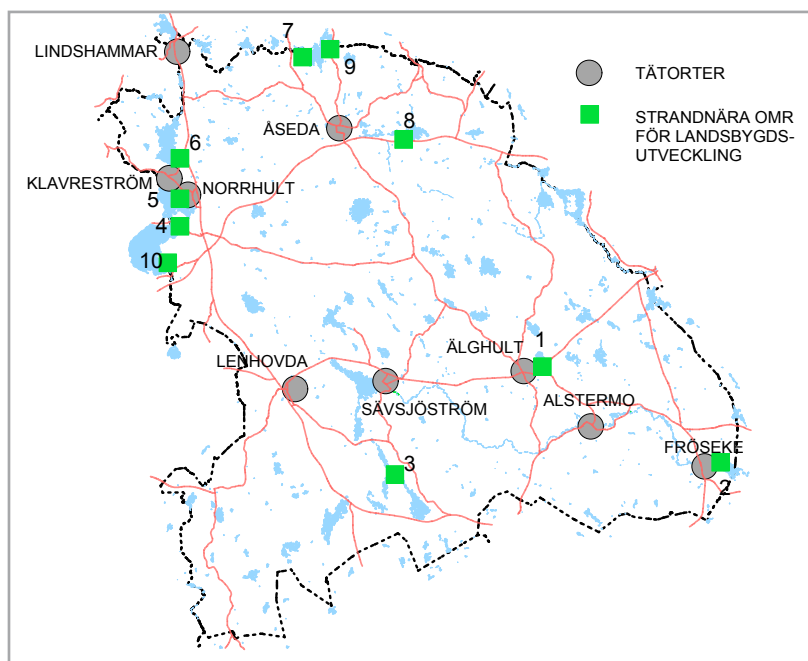 LINDSHAMMAR
7
9
TÄTORTER
ÅSEDA
8
STRANDNÄRA OMR
FÖR LANDSBYGDS-
UTVECKLING
6
KLAVRESTRÖM
NORRHULT
5
4
10
1
ÄLGHULT
LENHOVDA
SÄVSJÖSTRÖM
ALSTERMO
FRÖSEKE
3
2